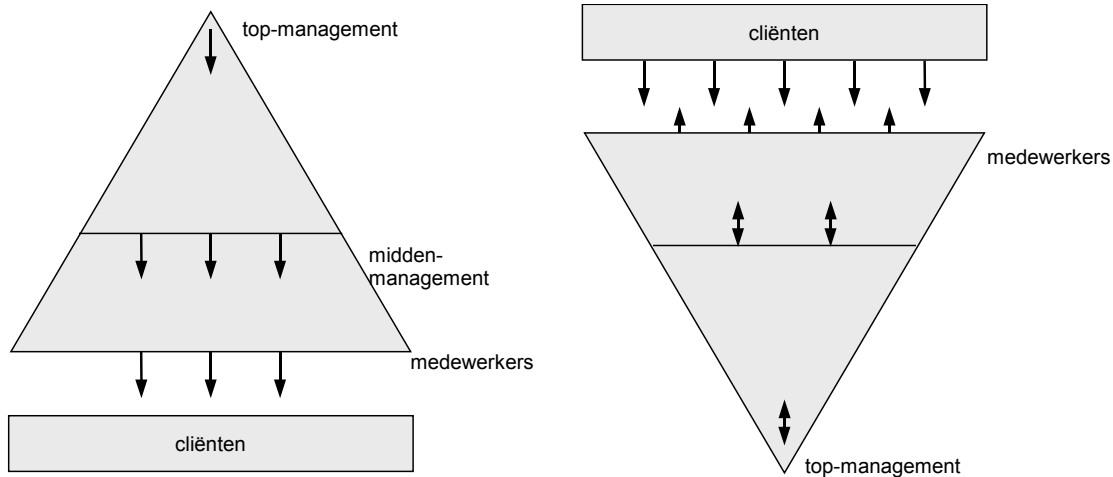 top-management
midden-
management
medewerkers
cliënten
cliënten
medewerkers
top-management